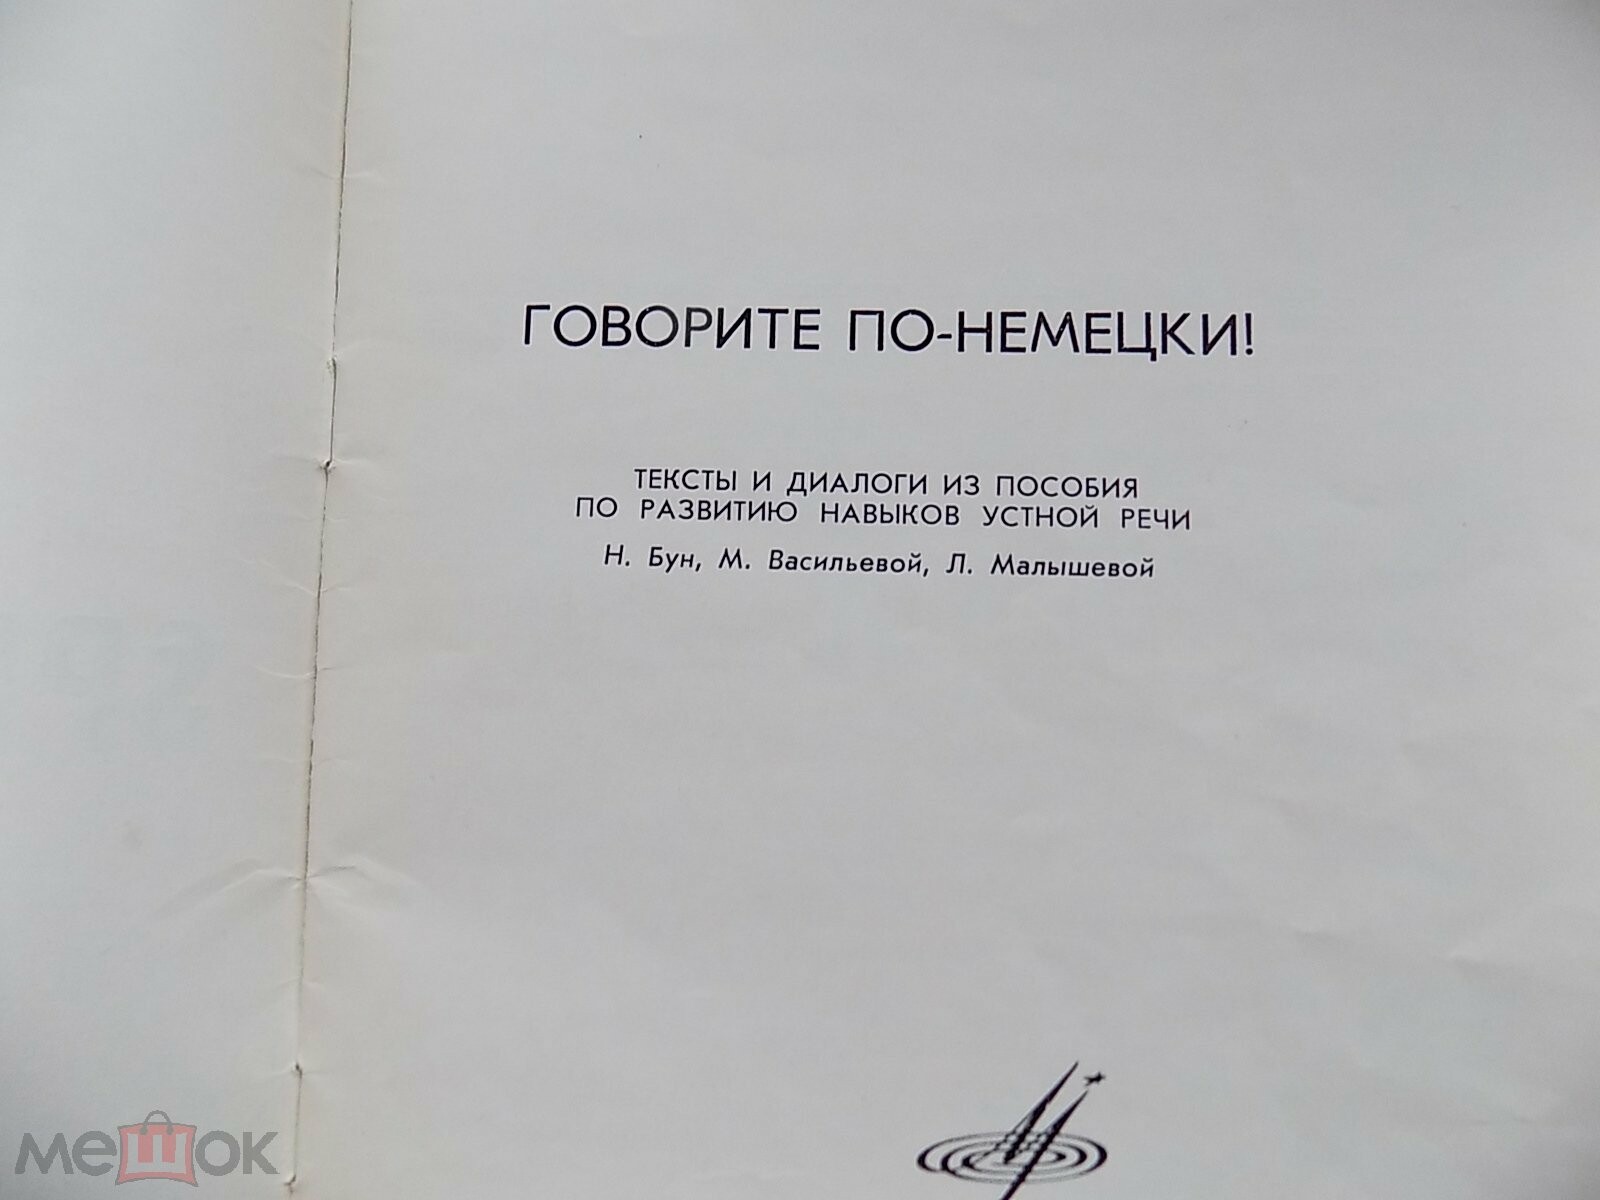 ГОВОРИТЕ ПО-НЕМЕЦКИ!
ТЕКСТЫ И ДИАЛОГИ ИЗ ПОСОБИЯ
ПО РАЗВИТИЮ НАВЫКОВ УСТНОЙ РЕЧИ
Н. Бун, М. Васильевой, Л. Малышевой
мешок